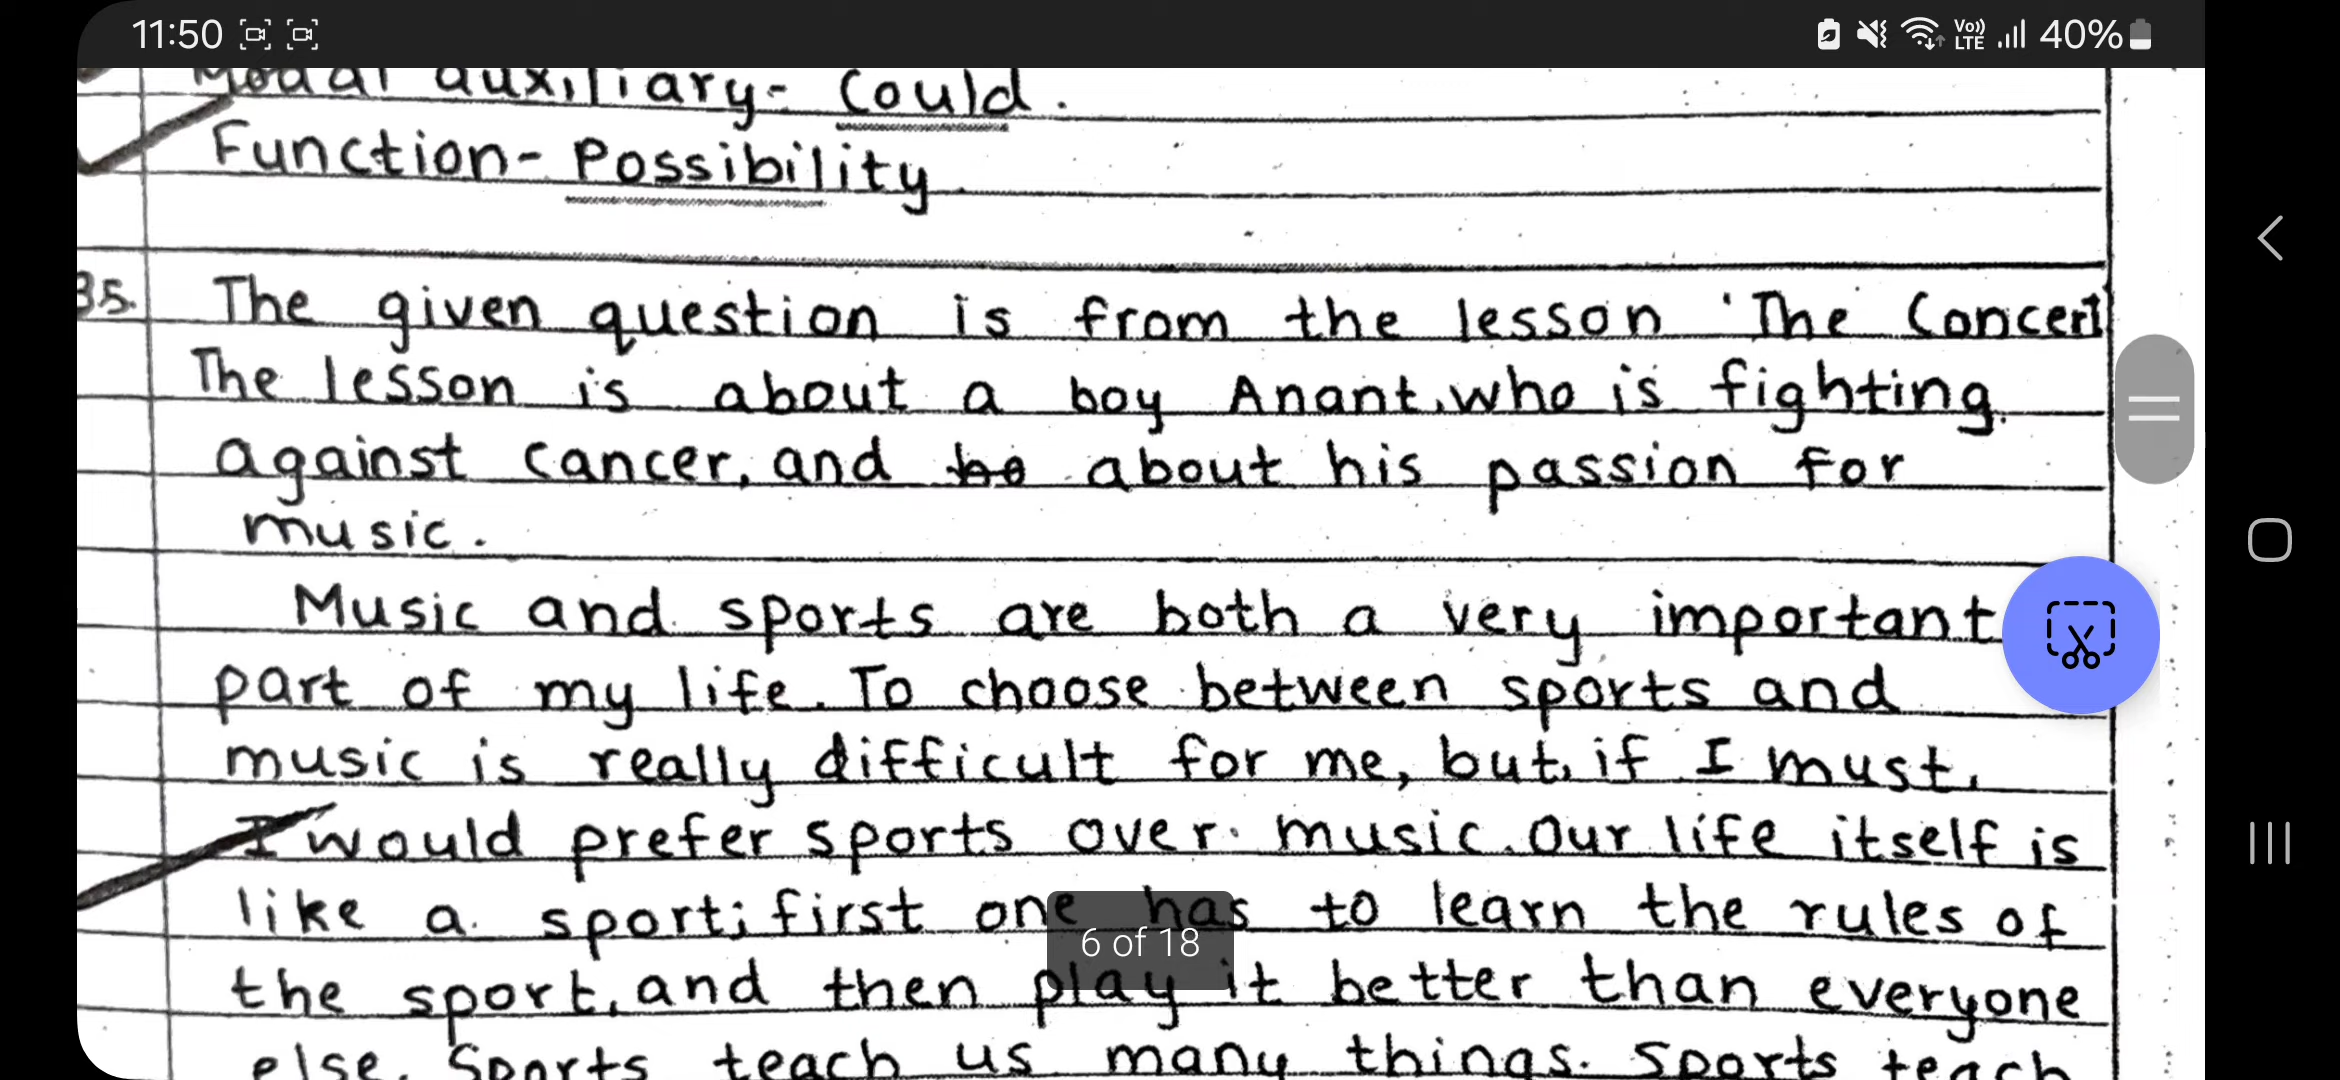 11:50
Vo)) LTE 40%
Modal auxiliary- Could.
Function- Possibility
35. The given question is from the lesson 'The Concert'
The lesson is about a boy Anant, who is fighting
against cancer, and ho about his passion for
music.
Music and sports are both a very important
part of my life. To choose between sports and
music is really difficult for me, but, if I must,
I would prefer sports over music. Our life itself is
like a sport; first one has to learn the rules of
6 of 18
the sport, and then play it better than everyone
else. Sports teach us many things. Sports teach